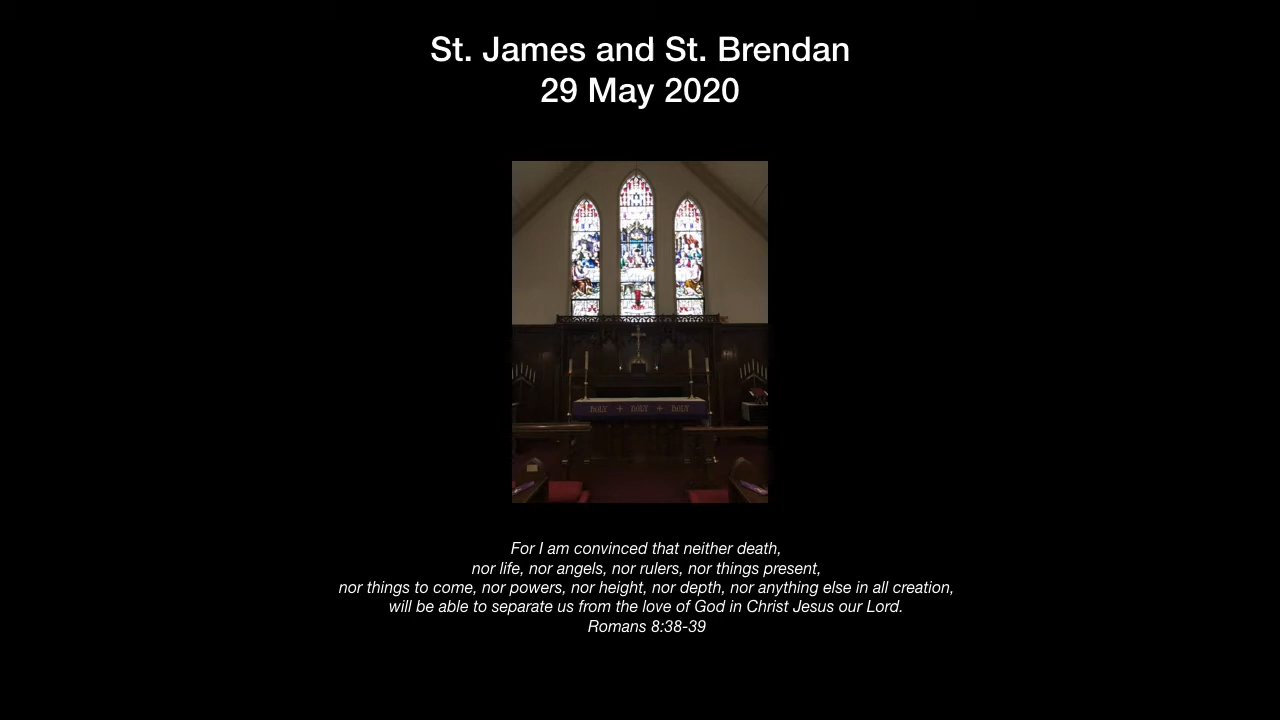 St. James and St. Brendan
29 May 2020
HOLY + HOLY + HOLY
For I am convinced that neither death,
nor life, nor angels, nor rulers, nor things present,
nor things to come, nor powers, nor height, nor depth, nor anything else in all creation,
will be able to separate us from the love of God in Christ Jesus our Lord.
Romans 8:38-39